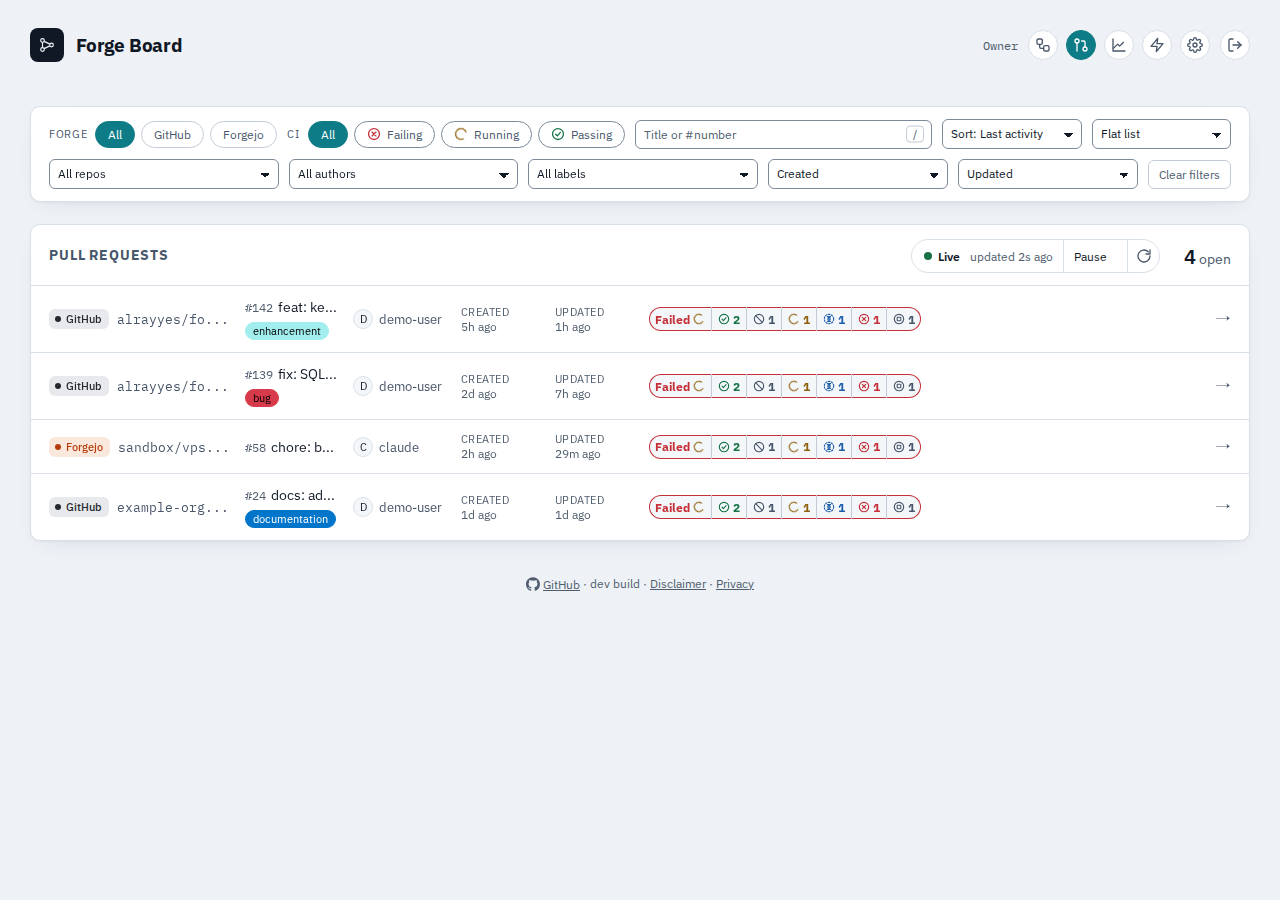 Forge Board
Owner
FORGE All GitHub Forgejo CI All Failing Running Passing Title or #number / Sort: Last activity Flat list
All repos All authors All labels Created Updated Clear filters
PULL REQUESTS Live updated 2s ago Pause 4 open
GitHub alrayyes/fo... #142 feat: ke... enhancement D demo-user CREATED 5h ago UPDATED 1h ago Failed 2 1 1 1 1 1 →
GitHub alrayyes/fo... #139 fix: SQL... bug D demo-user CREATED 2d ago UPDATED 7h ago Failed 2 1 1 1 1 1 →
Forgejo sandbox/vps... #58 chore: b... C claude CREATED 2h ago UPDATED 29m ago Failed 2 1 1 1 1 1 →
GitHub example-org... #24 docs: ad... documentation D demo-user CREATED 1d ago UPDATED 1d ago Failed 2 1 1 1 1 1 →
GitHub · dev build · Disclaimer · Privacy